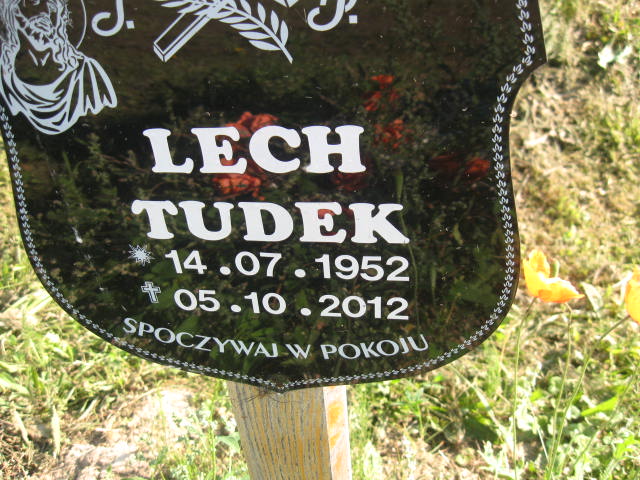 J. P.
LECH
TUDEK
14.07.1952
05.10.2012
SPOCZYWAJ W POKOJU